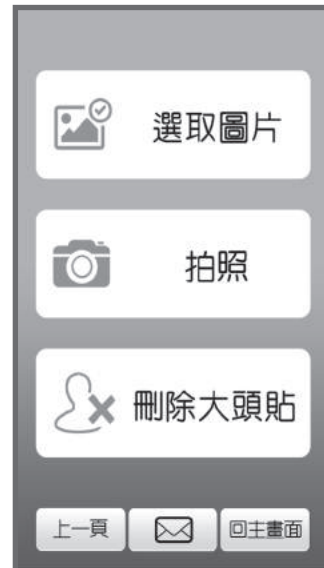 選取圖片
拍照
刪除大頭貼
上一頁
回主畫面